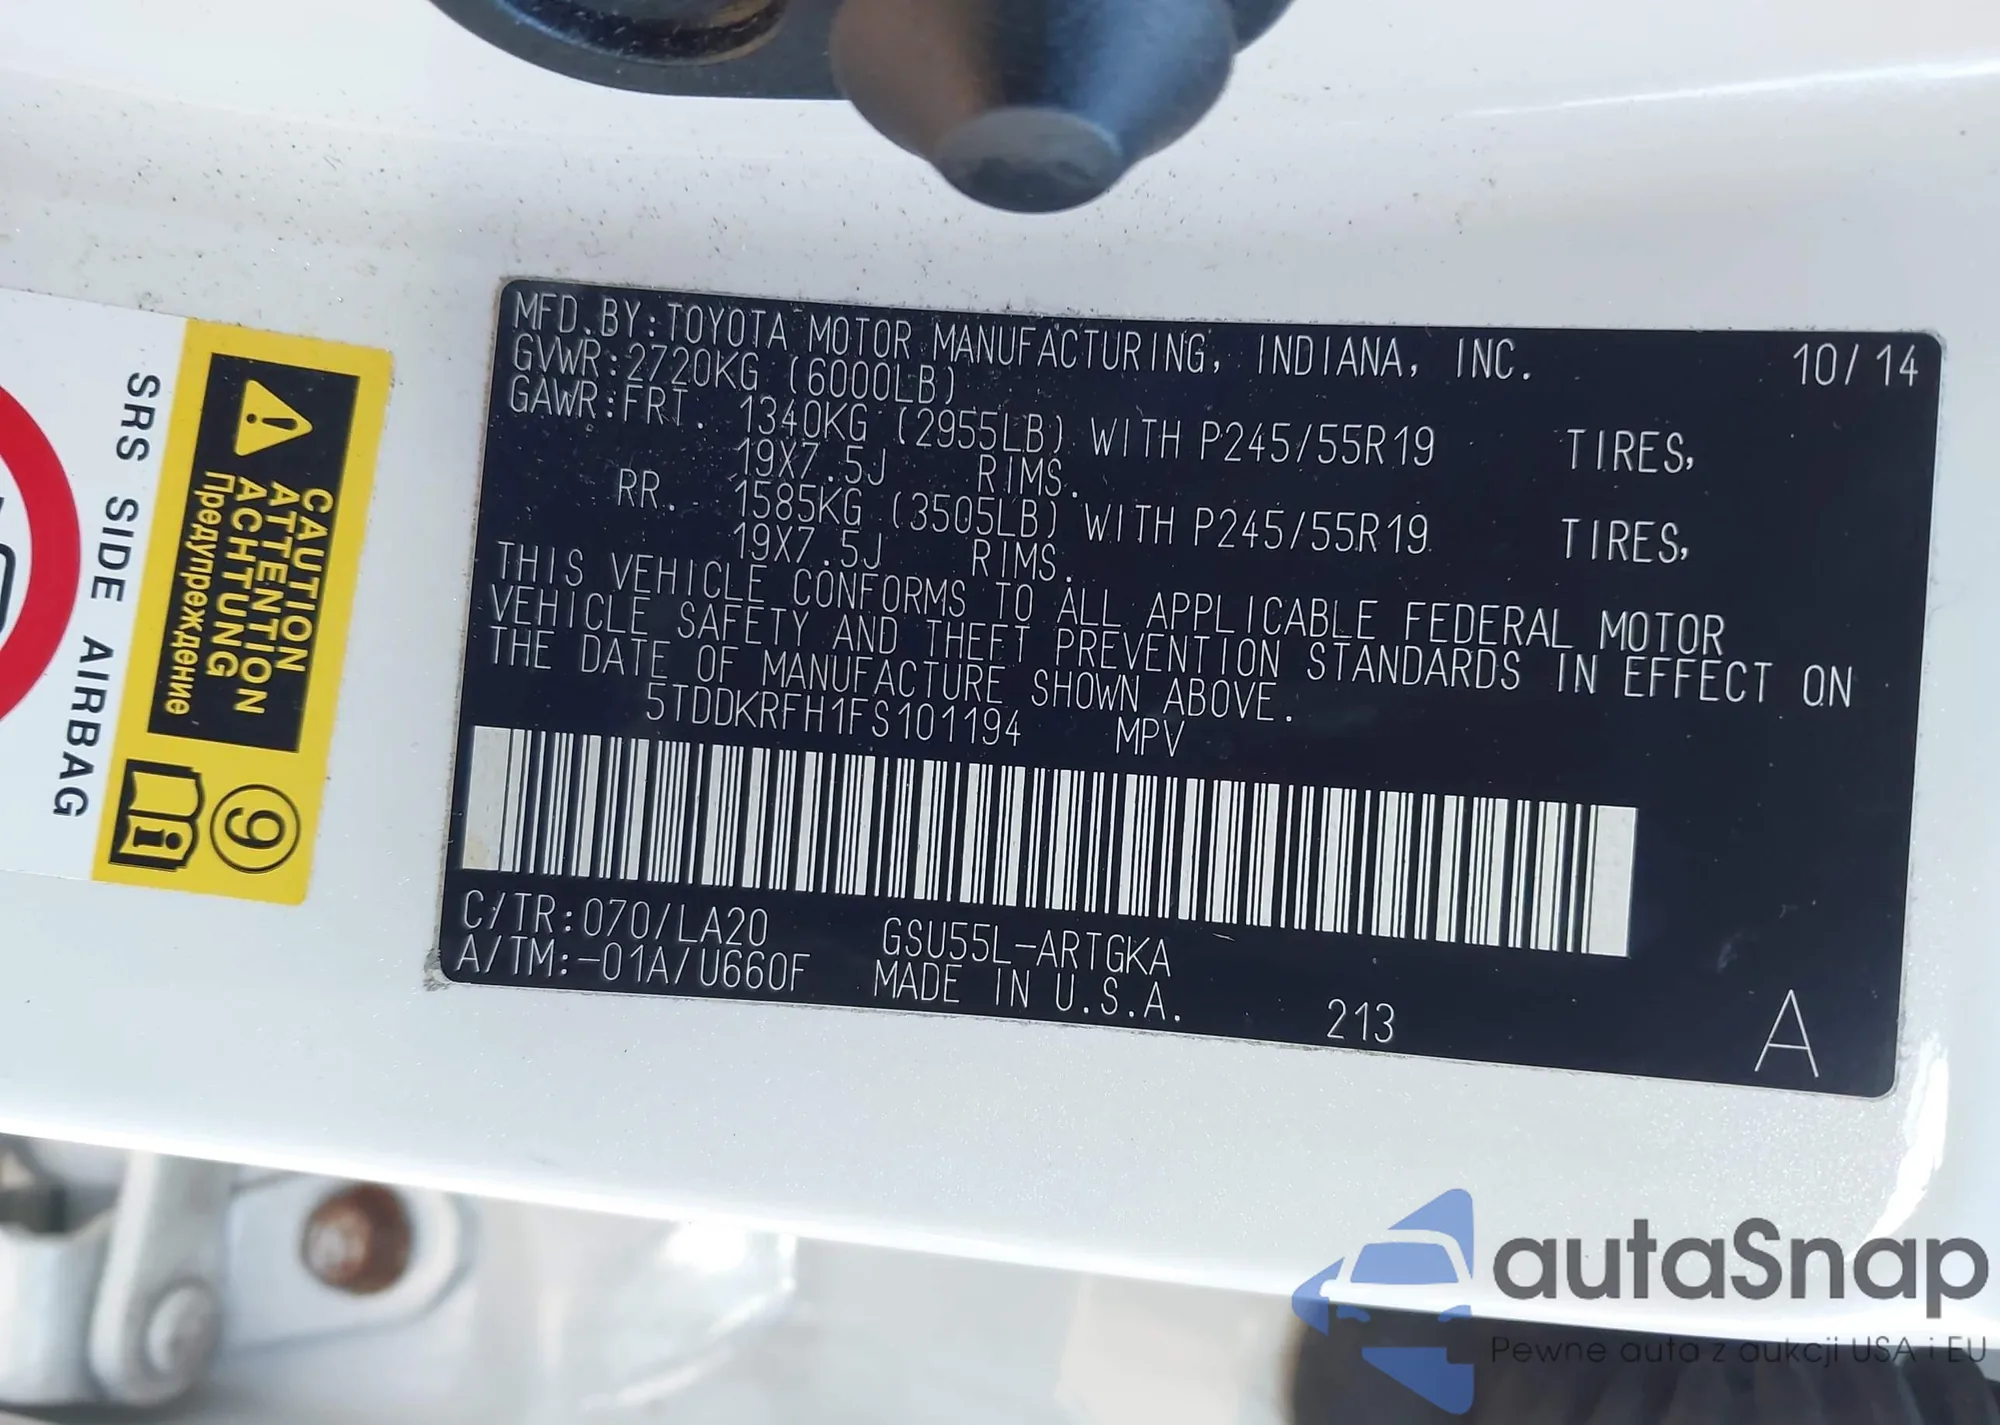 MFD.BY:TOYOTA MOTOR MANUFACTURING, INDIANA, INC. 10/14
GVWR:2720KG (6000LB)
GAWR:FRT. 1340KG (2955LB) WITH P245/55R19 TIRES,
19X7.5J RIMS.
RR. 1585KG (3505LB) WITH P245/55R19 TIRES,
19X7.5J RIMS.
THIS VEHICLE CONFORMS TO ALL APPLICABLE FEDERAL MOTOR
VEHICLE SAFETY AND THEFT PREVENTION STANDARDS IN EFFECT ON
THE DATE OF MANUFACTURE SHOWN ABOVE.
5TDDKRFH1FS101194 MPV
C/TR:070/LA20 GSU55L-ARTGKA
A/TM:-01A/U660F MADE IN U.S.A. 213 A
CAUTION
ATTENTION
ACHTUNG
Предупреждение
9
i
SRS SIDE AIRBAG
autaSnap
Pewne auta z aukcji USA i EU